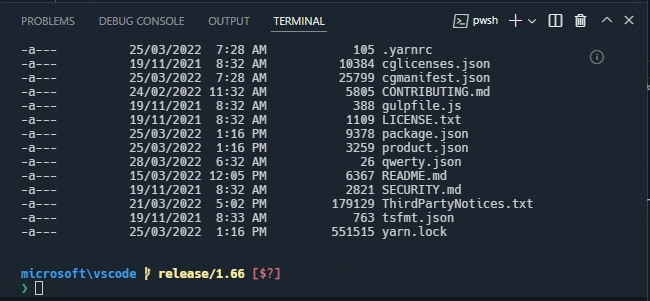 PROBLEMS DEBUG CONSOLE OUTPUT TERMINAL pwsh
-a--- 25/03/2022 7:28 AM 105 .yarnrc
-a--- 19/11/2021 8:32 AM 10384 cglicenses.json
-a--- 25/03/2022 7:28 AM 25799 cgmanifest.json
-a--- 24/02/2022 11:32 AM 5805 CONTRIBUTING.md
-a--- 19/11/2021 8:32 AM 388 gulpfile.js
-a--- 19/11/2021 8:32 AM 1109 LICENSE.txt
-a--- 25/03/2022 1:16 PM 9378 package.json
-a--- 25/03/2022 1:16 PM 3259 product.json
-a--- 28/03/2022 6:32 AM 26 qwerty.json
-a--- 15/03/2022 12:05 PM 6367 README.md
-a--- 19/11/2021 8:32 AM 2821 SECURITY.md
-a--- 21/03/2022 5:02 PM 179129 ThirdPartyNotices.txt
-a--- 19/11/2021 8:33 AM 763 tsfmt.json
-a--- 25/03/2022 1:16 PM 551515 yarn.lock
microsoft\vscode release/1.66 [$?]
❯